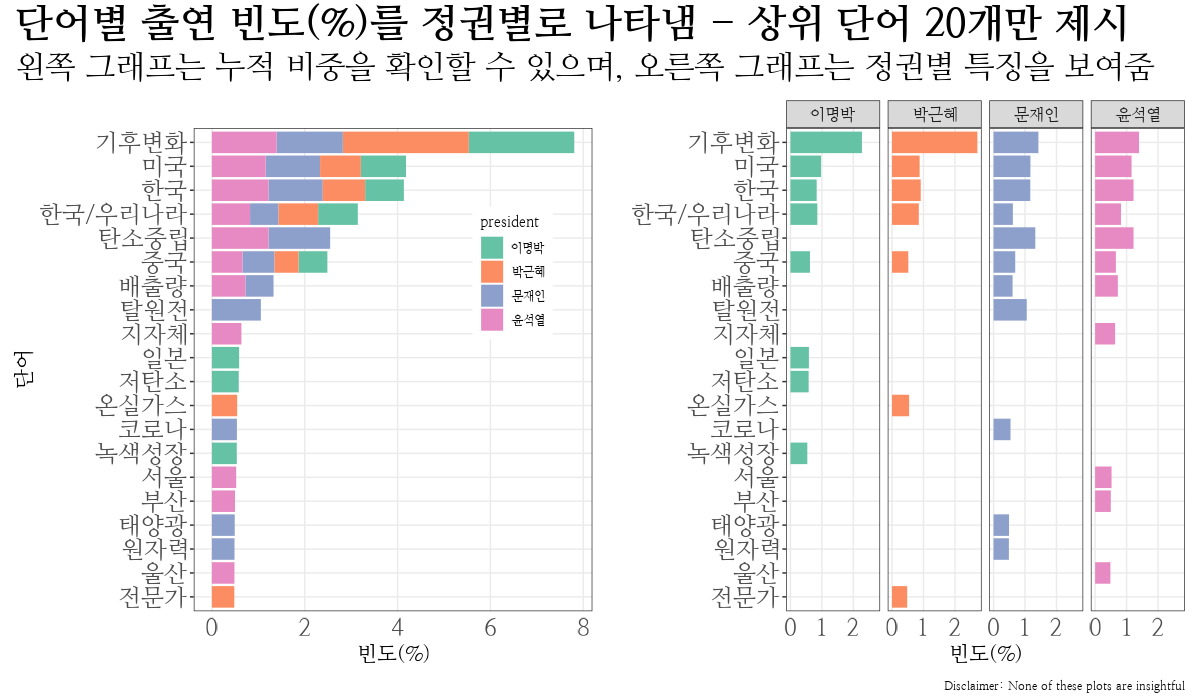 단어별 출연 빈도(%)를 정권별로 나타냄 - 상위 단어 20개만 제시
왼쪽 그래프는 누적 비중을 확인할 수 있으며, 오른쪽 그래프는 정권별 특징을 보여줌
단어
기후변화
미국
한국
한국/우리나라
탄소중립
중국
배출량
탈원전
지자체
일본
저탄소
온실가스
코로나
녹색성장
서울
부산
태양광
원자력
울산
전문가
0 2 4 6 8
빈도(%)
president
이명박
박근혜
문재인
윤석열
이명박 박근혜 문재인 윤석열
기후변화
미국
한국
한국/우리나라
탄소중립
중국
배출량
탈원전
지자체
일본
저탄소
온실가스
코로나
녹색성장
서울
부산
태양광
원자력
울산
전문가
0 1 2 0 1 2 0 1 2 0 1 2
빈도(%)
Disclaimer: None of these plots are insightful